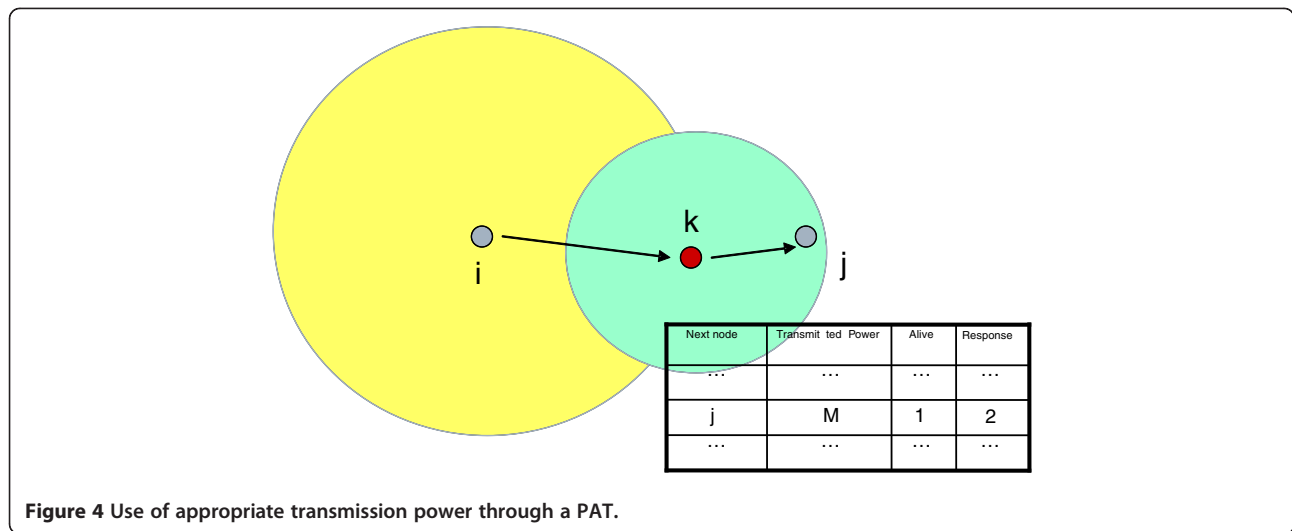 k
i
j
Next node Transmit ted Power Alive Response
... ... ... ...
j M 1 2
... ... ... ...
Figure 4 Use of appropriate transmission power through a PAT.